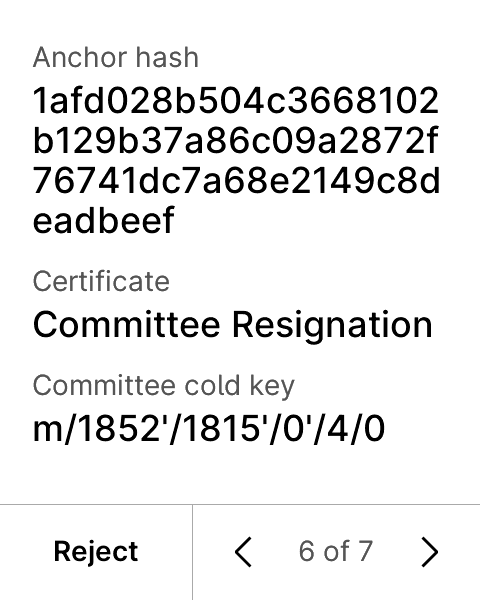 Anchor hash
1afd028b504c3668102
b129b37a86c09a2872f
76741dc7a68e2149c8d
eadbeef
Certificate
Committee Resignation
Committee cold key
m/1852'/1815'/0'/4/0
Reject
6 of 7